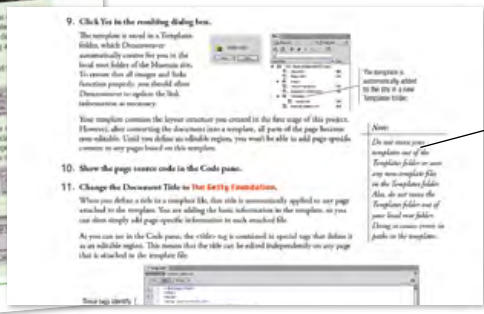 9. Click Yes in the resulting dialog box.
The template is saved in a Templates
folder, which Dreamweaver
automatically creates for you in the
local root folder of the Museum site.
To ensure that all images and links
function properly, you should allow
Dreamweaver to update the link
information as necessary.
The template is
automatically added
to the site in a new
Templates folder.
Your template contains the layout structure you created in the first stage of this project.
However, after converting the document into a template, all parts of the page become
non-editable. Until you define an editable region, you won't be able to add page-specific
content to any pages based on this template.
10. Show the page source code in the Code pane.
11. Change the Document Title to The Getty Foundation.
When you define a title in a template file, that title is automatically applied to any page
attached to the template. You are adding the basic information in the template, so you
can then simply add page-specific information in each attached file.
As you can see in the Code pane, the <title> tag is contained in special tags that define it
as an editable region. This means that the title can be edited independently on any page
that is attached to the template file.
Note:
Do not move your
templates out of the
Templates folder or save
any non-template files
in the Templates folder.
Also, do not move the
Templates folder out of
your local root folder.
Doing so causes errors in
paths in the templates.
These tags identify